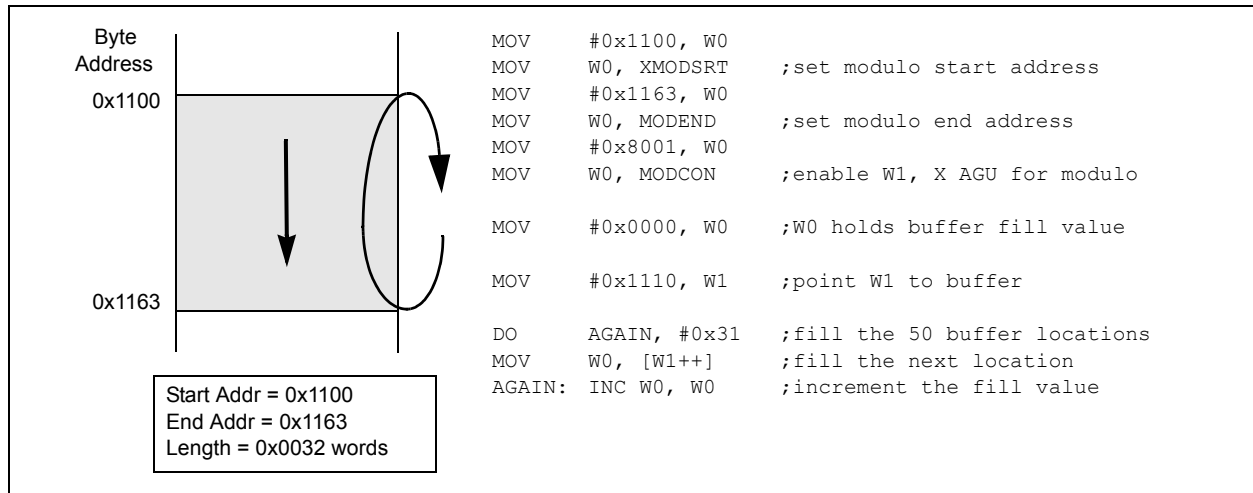 Byte
Address
0x1100
0x1163
Start Addr = 0x1100
End Addr = 0x1163
Length = 0x0032 words
MOV #0x1100, W0
MOV W0, XMODSRT ;set modulo start address
MOV #0x1163, W0
MOV W0, MODEND ;set modulo end address
MOV #0x8001, W0
MOV W0, MODCON ;enable W1, X AGU for modulo
MOV #0x0000, W0 ;W0 holds buffer fill value
MOV #0x1110, W1 ;point W1 to buffer
DO AGAIN, #0x31 ;fill the 50 buffer locations
MOV W0, [W1++] ;fill the next location
AGAIN: INC W0, W0 ;increment the fill value